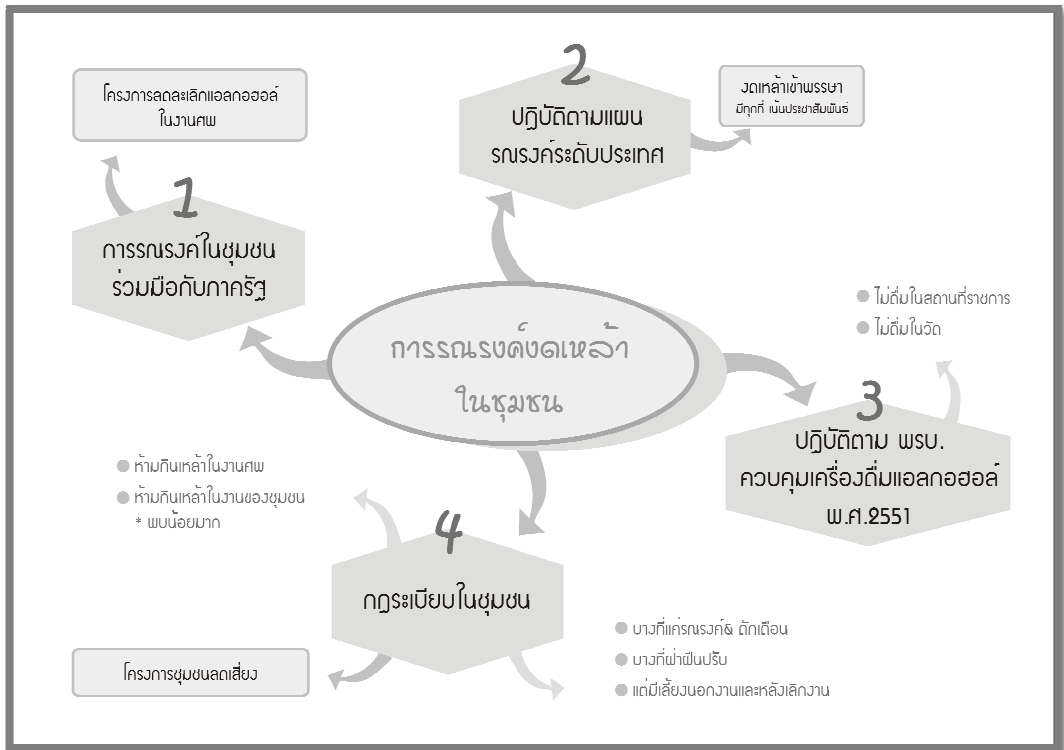 การรณรงค์งดเหล้า
ในชุมชน
1
การรณรงค์ในชุมชน
ร่วมมือกับภาครัฐ
โครงการลดละเลิกแอลกอฮอล์
ในงานศพ
2
ปฏิบัติตามแผน
รณรงค์ระดับประเทศ
งดเหล้าเข้าพรรษา
มีทุกที่ เน้นประชาสัมพันธ์
3
ปฏิบัติตาม พรบ.
ควบคุมเครื่องดื่มแอลกอฮอล์
พ.ศ.2551
● ไม่ดื่มในสถานที่ราชการ
● ไม่ดื่มในวัด
4
กฎระเบียบในชุมชน
● ห้ามกินเหล้าในงานศพ
● ห้ามกินเหล้าในงานของชุมชน
* พบน้อยมาก
โครงการชุมชนลดเสี่ยง
● บางที่แค่รณรงค์& ตักเตือน
● บางที่ฝ่าฝืนปรับ
● แต่มีเลี้ยงนอกงานและหลังเลิกงาน